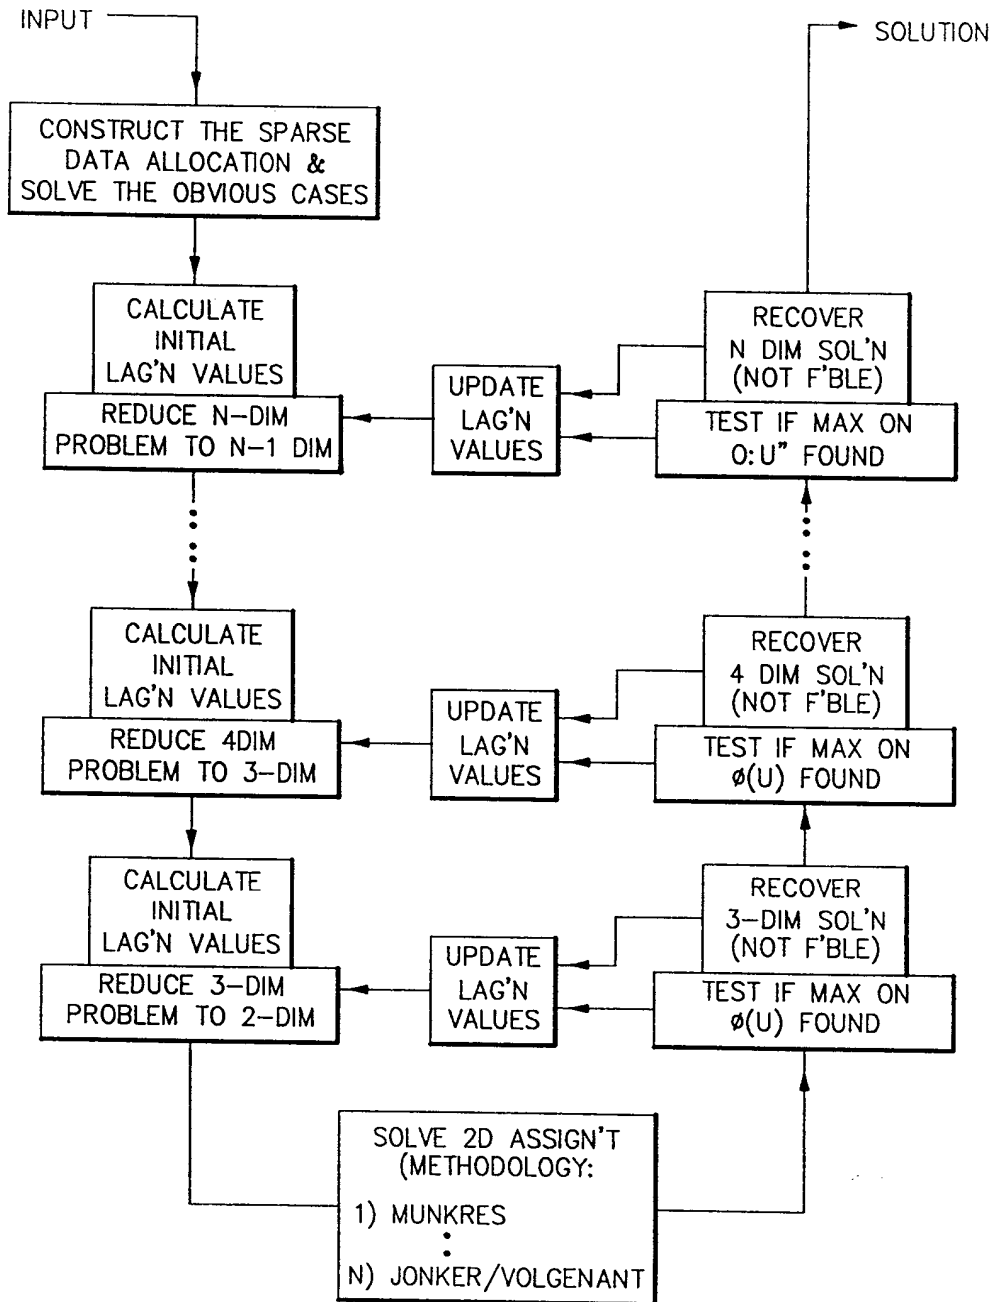 INPUT
SOLUTION
CONSTRUCT THE SPARSE
DATA ALLOCATION &
SOLVE THE OBVIOUS CASES
CALCULATE
INITIAL
LAG'N VALUES
REDUCE N-DIM
PROBLEM TO N-1 DIM
UPDATE
LAG'N
VALUES
RECOVER
N DIM SOL'N
(NOT F'BLE)
TEST IF MAX ON
O:U" FOUND
CALCULATE
INITIAL
LAG'N VALUES
REDUCE 4DIM
PROBLEM TO 3-DIM
UPDATE
LAG'N
VALUES
RECOVER
4 DIM SOL'N
(NOT F'BLE)
TEST IF MAX ON
ø(U) FOUND
CALCULATE
INITIAL
LAG'N VALUES
REDUCE 3-DIM
PROBLEM TO 2-DIM
UPDATE
LAG'N
VALUES
RECOVER
3-DIM SOL'N
(NOT F'BLE)
TEST IF MAX ON
ø(U) FOUND
SOLVE 2D ASSIGN'T
(METHODOLOGY:
1) MUNKRES
N) JONKER/VOLGENANT